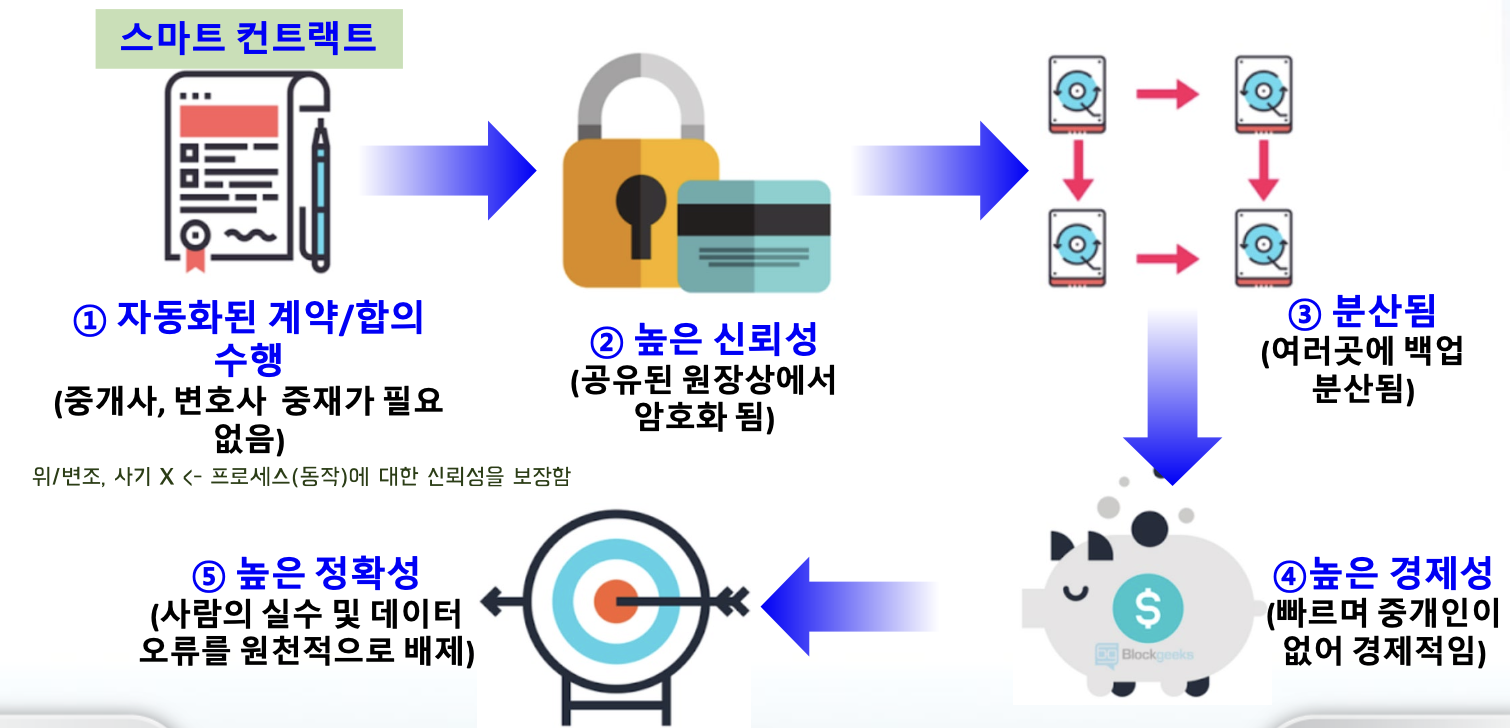 스마트 컨트랙트
① 자동화된 계약/합의
수행
(중개사, 변호사 중재가 필요
없음)
위/변조, 사기 X <- 프로세스(동작)에 대한 신뢰성을 보장함
② 높은 신뢰성
(공유된 원장상에서
암호화 됨)
③ 분산됨
(여러곳에 백업
분산됨)
④높은 경제성
(빠르며 중개인이
없어 경제적임)
$
Blockgeeks
⑤ 높은 정확성
(사람의 실수 및 데이터
오류를 원천적으로 배제)